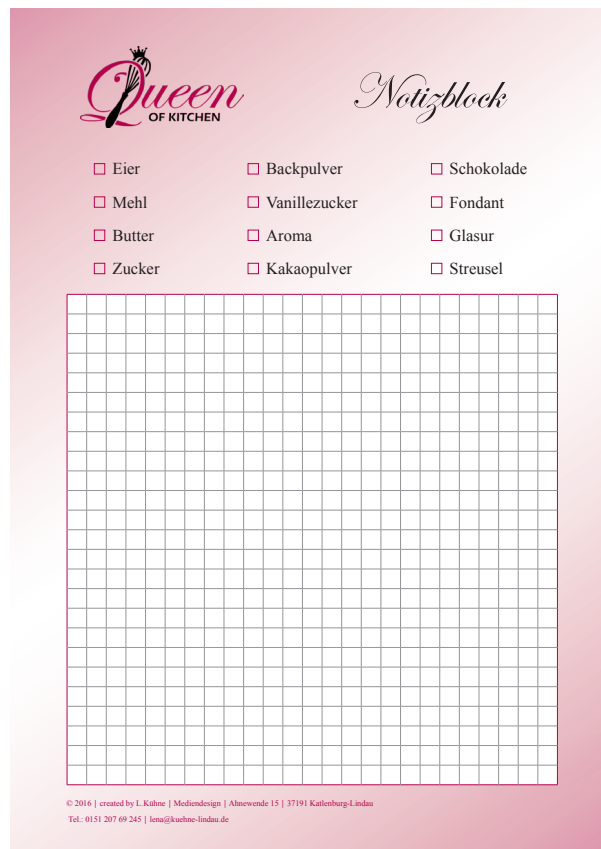 Queen
OF KITCHEN
Notizblock
Eier
Backpulver
Schokolade
Mehl
Vanillezucker
Fondant
Butter
Aroma
Glasur
Zucker
Kakaopulver
Streusel
© 2016 | created by L.Kühne | Mediendesign | Ahnewende 15 | 37191 Katlenburg-Lindau
Tel.: 0151 207 69 245 | lena@kuehne-lindau.de